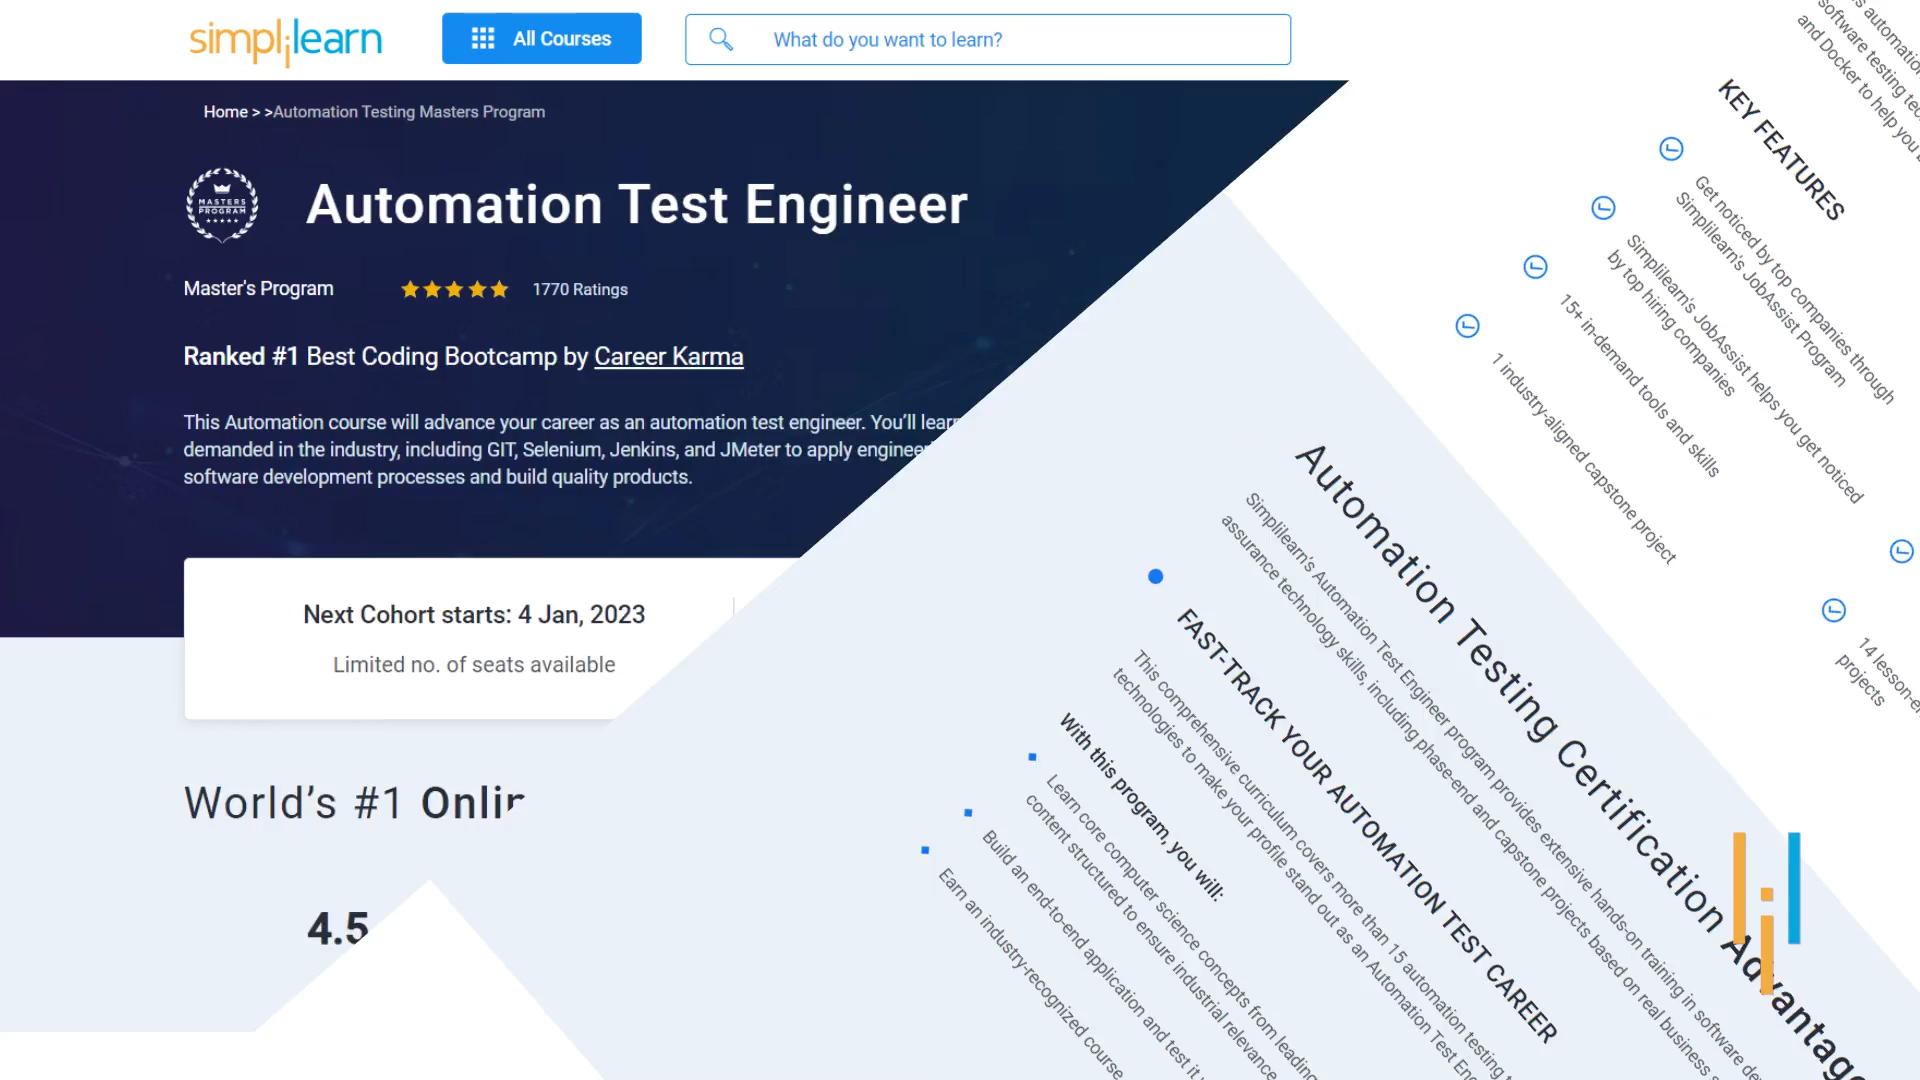 simplilearn
All Courses
What do you want to learn?
Home > >Automation Testing Masters Program
MASTERS
PROGRAM
Automation Test Engineer
Master's Program
1770 Ratings
Ranked #1 Best Coding Bootcamp by Career Karma
This Automation course will advance your career as an automation test engineer. You’ll learn
demanded in the industry, including GIT, Selenium, Jenkins, and JMeter to apply
software development processes and build quality products.
Next Cohort starts: 4 Jan, 2023
Limited no. of seats available
World’s #1
4.5
software testing
and Docker to help you
KEY FEATURES
Get noticed by top companies through
Simplilearn's JobAssist Program
Simplilearn's JobAssist helps you get noticed
by top hiring companies
15+ in-demand tools and skills
1 industry-aligned capstone project
14
projects
Automation Testing Certification Advantage
Simplilearn's Automation Test Engineer program provides extensive hands-on training in software
assurance technology skills, including phase-end and capstone projects based on real business
FAST-TRACK YOUR AUTOMATION TEST CAREER
This comprehensive curriculum covers more than 15 automation testing
technologies to make your profile stand out as an Automation Test
With this program, you will:
Learn core computer science concepts from leading
content structured to ensure industrial relevance
Build an end-to-end application and test it
Earn an industry-recognized course